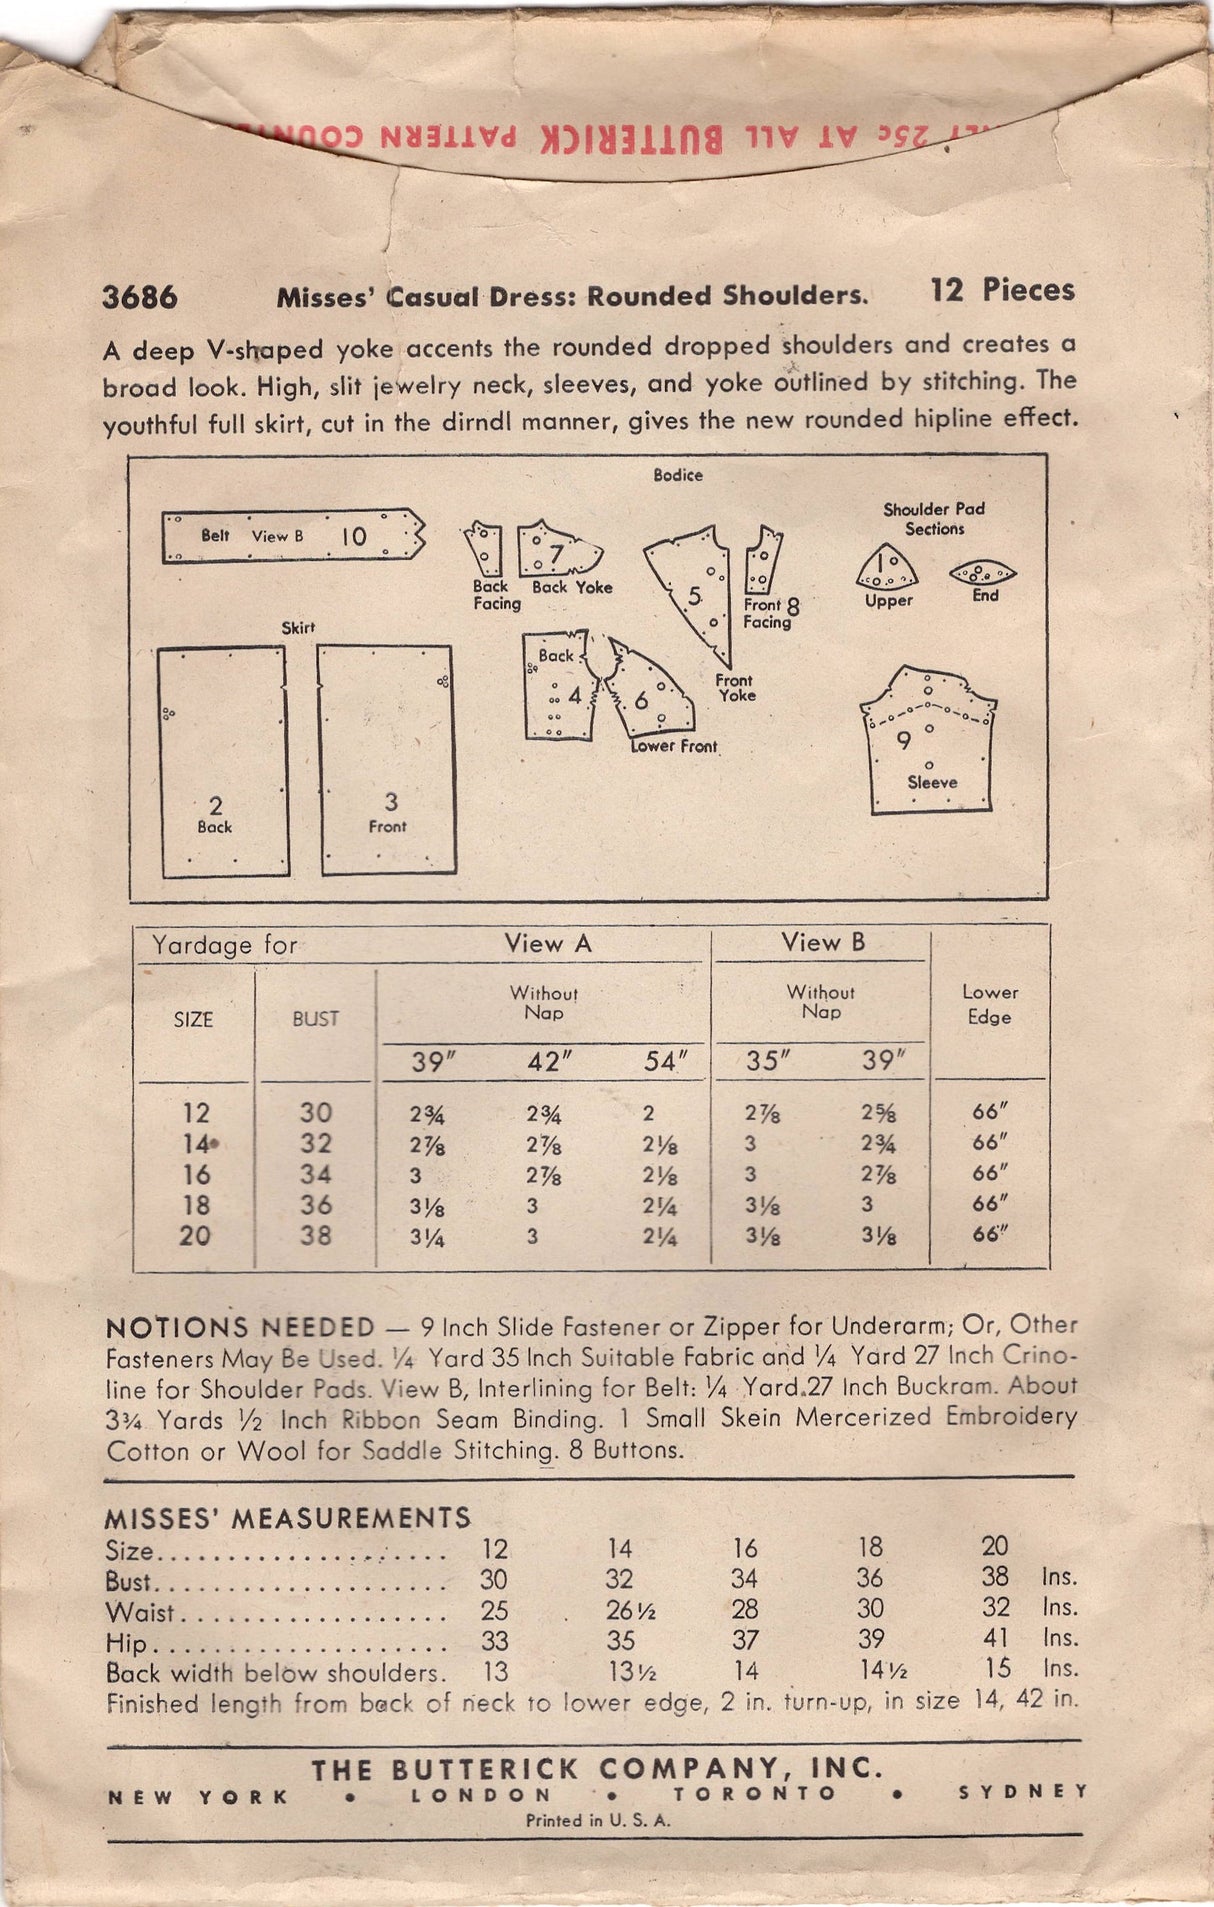 25¢ AT ALL BUTTERICK PATTERN
3686 Misses' Casual Dress: Rounded Shoulders. 12 Pieces
A deep V-shaped yoke accents the rounded dropped shoulders and creates a
broad look. High, slit jewelry neck, sleeves, and yoke outlined by stitching. The
youthful full skirt, cut in the dirndl manner, gives the new rounded hipline effect.
Bodice
Belt View B 10
Back Facing
7
Back Yoke
5
Front Yoke
Front 8
Facing
Shoulder Pad
Sections
1
Upper
End
Skirt
2
Back
3
Front
Back
4
6
Lower Front
9
Sleeve
Yardage for View A View B
SIZE BUST Without Nap Without Nap Lower Edge
39" 42" 54" 35" 39"
12 30 2¾ 2¾ 2 2⅞ 2⅝ 66"
14 32 2⅞ 2⅞ 2⅛ 3 2¾ 66"
16 34 3 2⅞ 2⅛ 3 2⅞ 66"
18 36 3⅛ 3 2¼ 3⅛ 3 66"
20 38 3¼ 3 2¼ 3⅛ 3⅛ 66"
NOTIONS NEEDED — 9 Inch Slide Fastener or Zipper for Underarm; Or, Other
Fasteners May Be Used. ¼ Yard 35 Inch Suitable Fabric and ¼ Yard 27 Inch Crino-
line for Shoulder Pads. View B, Interlining for Belt: ¼ Yard 27 Inch Buckram. About
3¾ Yards ½ Inch Ribbon Seam Binding. 1 Small Skein Mercerized Embroidery
Cotton or Wool for Saddle Stitching. 8 Buttons.
MISSES' MEASUREMENTS
Size.................... 12 14 16 18 20
Bust.................... 30 32 34 36 38 Ins.
Waist................... 25 26½ 28 30 32 Ins.
Hip..................... 33 35 37 39 41 Ins.
Back width below shoulders. 13 13½ 14 14½ 15 Ins.
Finished length from back of neck to lower edge, 2 in. turn-up, in size 14, 42 in.
THE BUTTERICK COMPANY, INC.
NEW YORK • LONDON • TORONTO • SYDNEY
Printed in U. S. A.